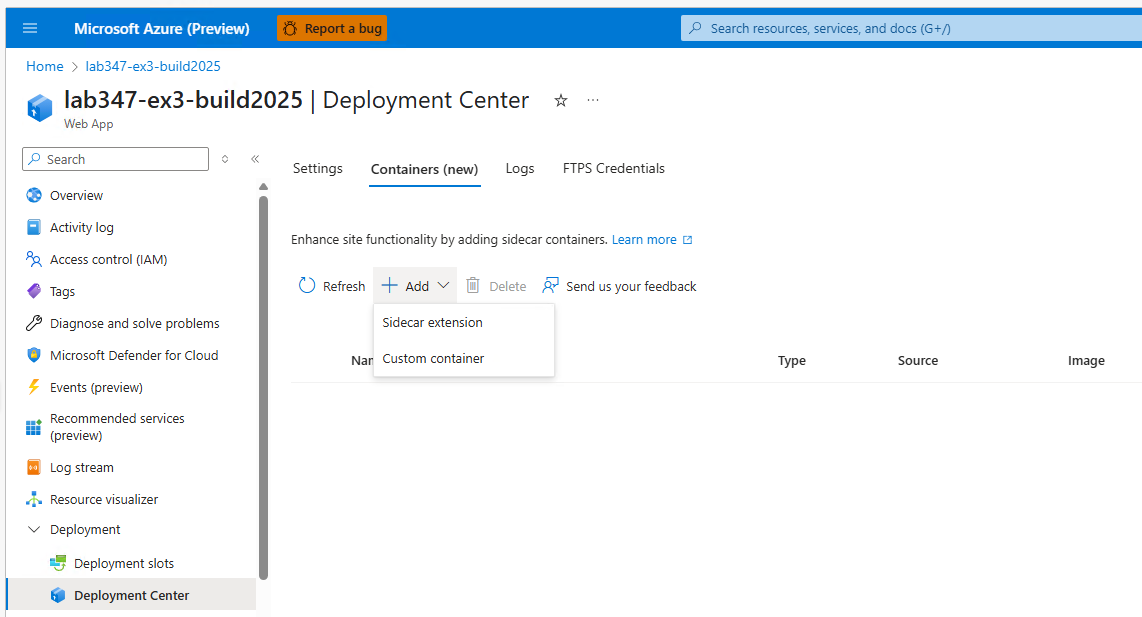 Microsoft Azure (Preview)
Report a bug
Search resources, services, and docs (G+/)
Home > lab347-ex3-build2025
lab347-ex3-build2025 | Deployment Center
Web App
Search
Overview
Activity log
Access control (IAM)
Tags
Diagnose and solve problems
Microsoft Defender for Cloud
Events (preview)
Recommended services
(preview)
Log stream
Resource visualizer
Deployment
Deployment slots
Deployment Center
Settings
Containers (new)
Logs
FTPS Credentials
Enhance site functionality by adding sidecar containers. Learn more
Refresh
Add
Delete
Send us your feedback
Sidecar extension
Custom container
Type
Source
Image